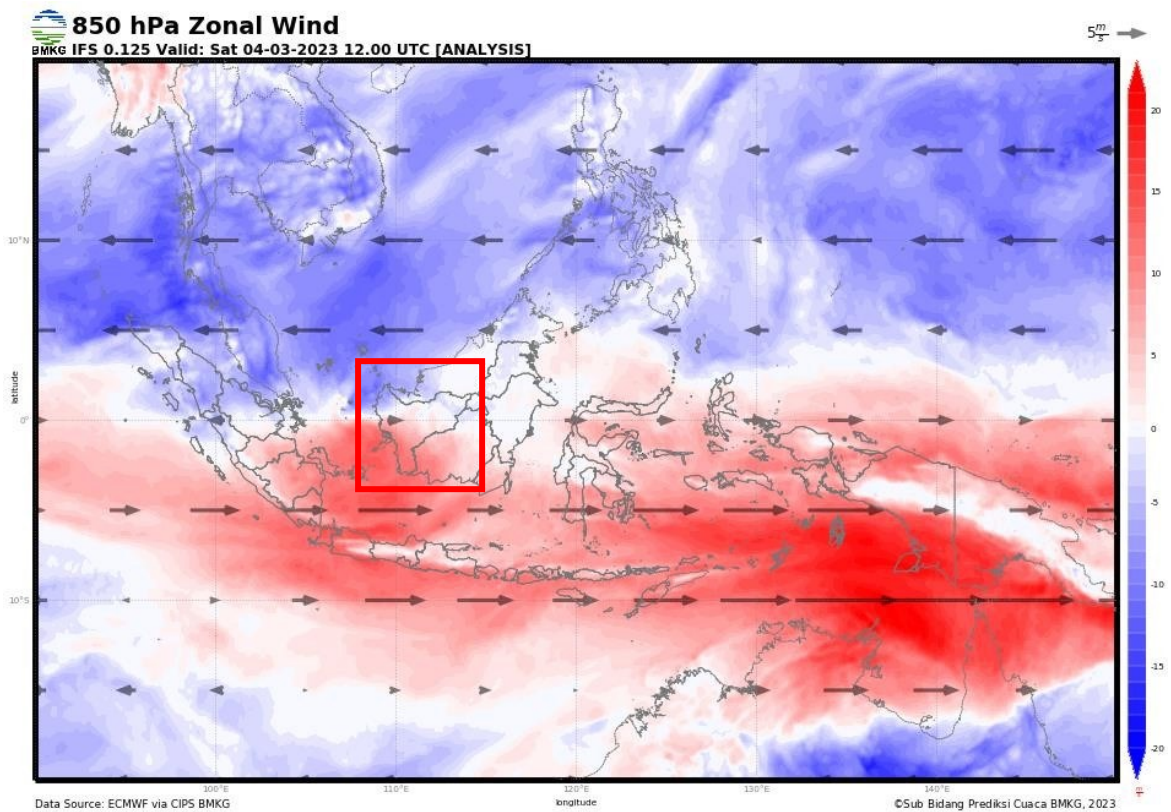 850 hPa Zonal Wind
BMKG IFS 0.125 Valid: Sat 04-03-2023 12.00 UTC [ANALYSIS]
5 m/s
20
15
10
5
0
-5
-10
-15
-20
m/s
latitude
10°N
0°
10°S
100°E
110°E
120°E
130°E
140°E
longitude
Data Source: ECMWF via CIPS BMKG
©Sub Bidang Prediksi Cuaca BMKG, 2023